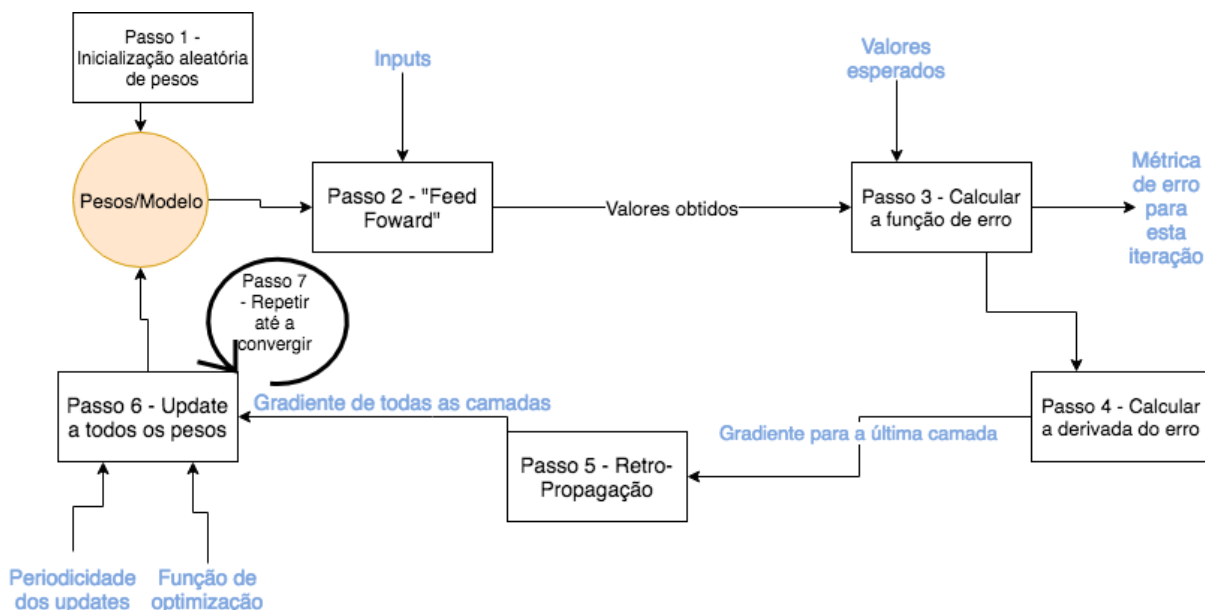 Passo 1 -
Inicialização aleatória
de pesos
Inputs
Valores
esperados
Pesos/Modelo
Passo 2 - "Feed
Foward"
Valores obtidos
Passo 3 - Calcular
a função de erro
Métrica
de erro
para
esta
iteração
Passo 7
- Repetir
até a
convergir
Passo 6 - Update
a todos os pesos
Gradiente de todas as camadas
Passo 5 - Retro-
Propagação
Gradiente para a última camada
Passo 4 - Calcular
a derivada do erro
Periodicidade
dos updates
Função de
optimização